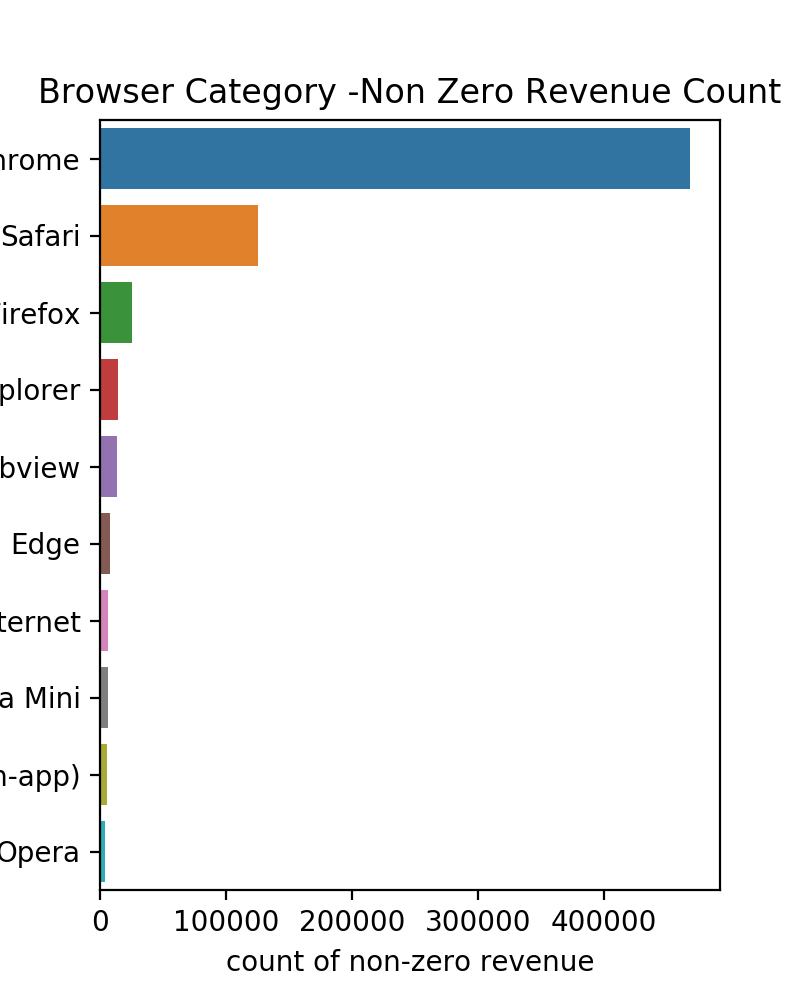 Browser Category -Non Zero Revenue Count
hrome
Safari
irefox
plorer
bview
Edge
ternet
a Mini
n-app)
Opera
0 100000 200000 300000 400000
count of non-zero revenue